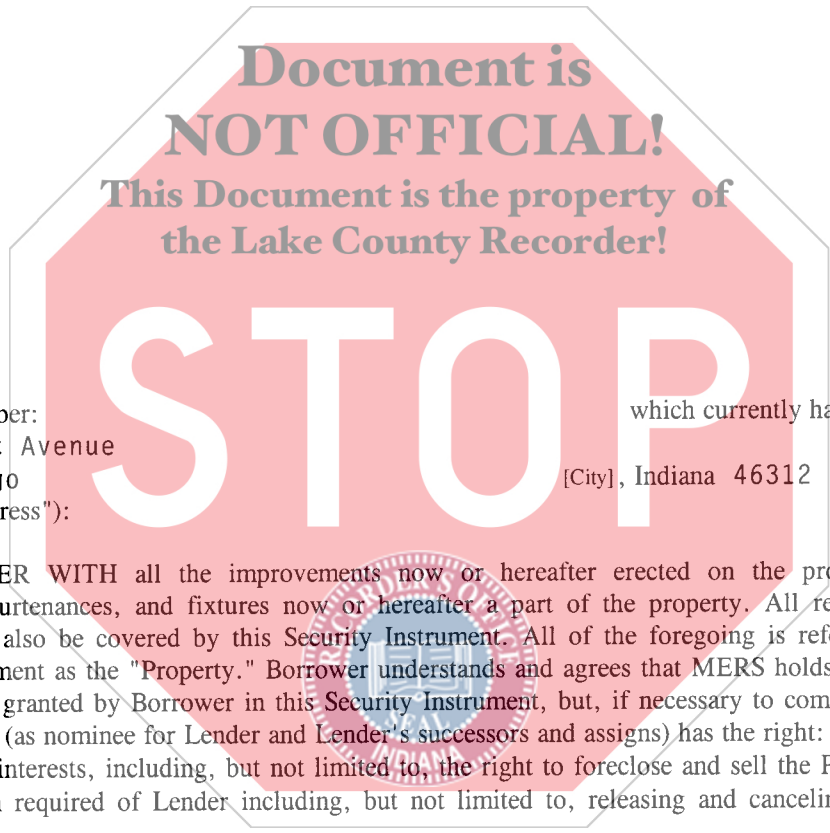 Document is
NOT OFFICIAL!
This Document is the property of
the Lake County Recorder!
STOP
ber: which currently ha
t Avenue
go [City], Indiana 46312
ress"):
ER WITH all the improvements now or hereafter erected on the pro
urtenances, and fixtures now or hereafter a part of the property. All re
also be covered by this Security Instrument. All of the foregoing is refe
ment as the "Property." Borrower understands and agrees that MERS holds
granted by Borrower in this Security Instrument, but, if necessary to com
(as nominee for Lender and Lender's successors and assigns) has the right:
interests, including, but not limited to, the right to foreclose and sell the P
n required of Lender including, but not limited to, releasing and cancelin
RECORDER'S OFFICE
SEAL
INDIANA